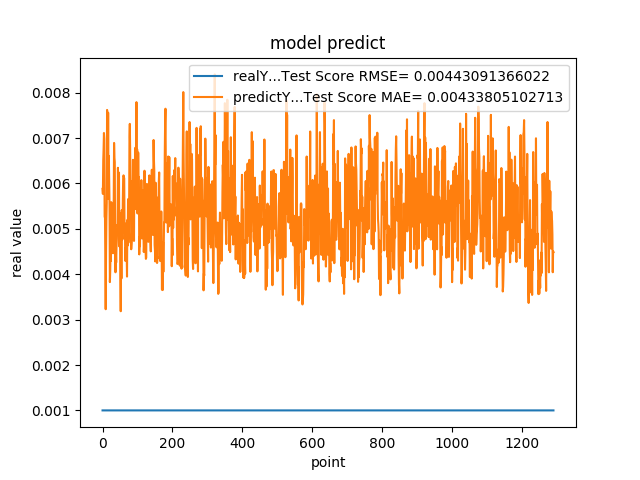 model predict
realY...Test Score RMSE= 0.00443091366022
predictY...Test Score MAE= 0.00433805102713
0.008
0.007
0.006
0.005
0.004
0.003
0.002
0.001
real value
0 200 400 600 800 1000 1200
point